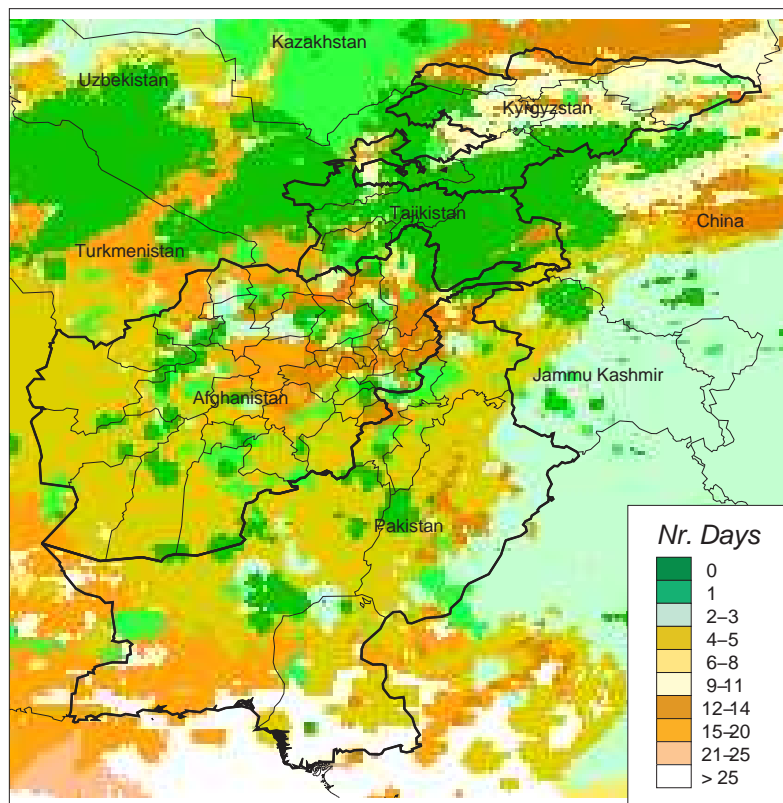 Kazakhstan
Uzbekistan
Kyrgyzstan
Tajikistan
China
Turkmenistan
Jammu Kashmir
Afghanistan
Pakistan
Nr. Days
0
1
2–3
4–5
6–8
9–11
12–14
15–20
21–25
> 25